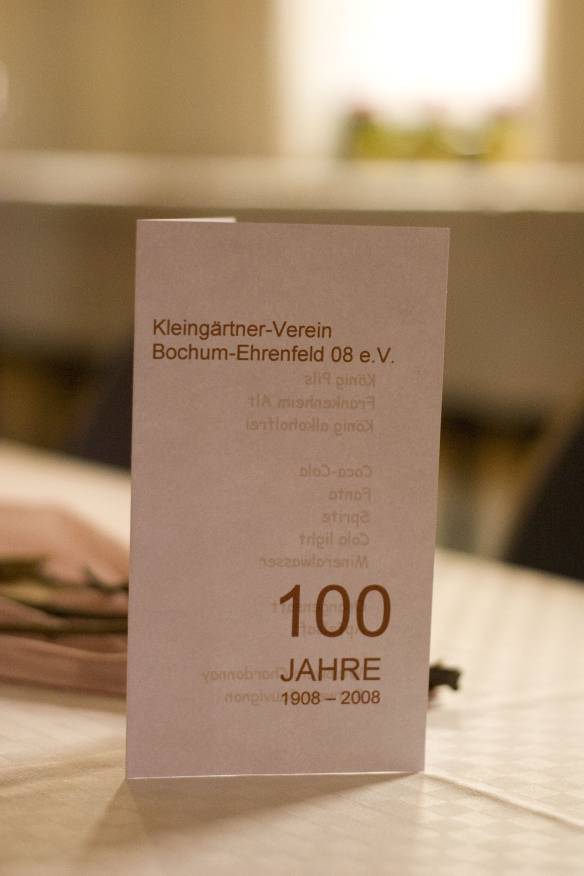 Kleingärtner-Verein
Bochum-Ehrenfeld 08 e.V.
König Pils
Frankenheim Alt
König alkoholfrei
Coca-Cola
Fanta
Sprite
Cola light
Mineralwasser
100
JAHRE
Chardonnay
1908 – 2008